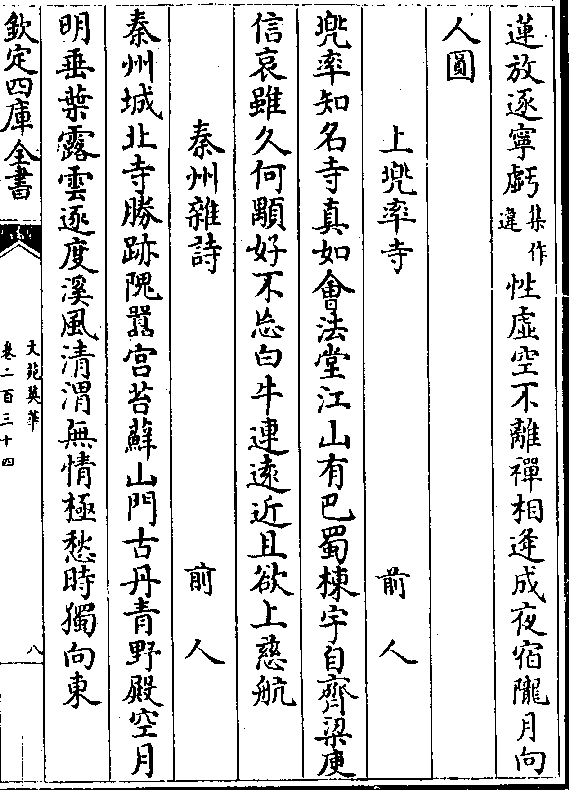 蓮放逐寧虧集作違性虛空不離禪相逢成夜宿隴月向
人圓
上兠率寺 前人
兠率知名寺真如會法堂江山有巴蜀棟宇自齊梁庾
信哀雖久何顒好不㤀白牛連遠近且欲上慈航
秦州雜詩 前人
秦州城北寺勝跡隗囂宫苔蘚山門古丹青野殿空月
明垂葉露雲逐度溪風清渭無情極愁時獨向東
欽定四庫全書
文苑英華
卷二百三十四
八